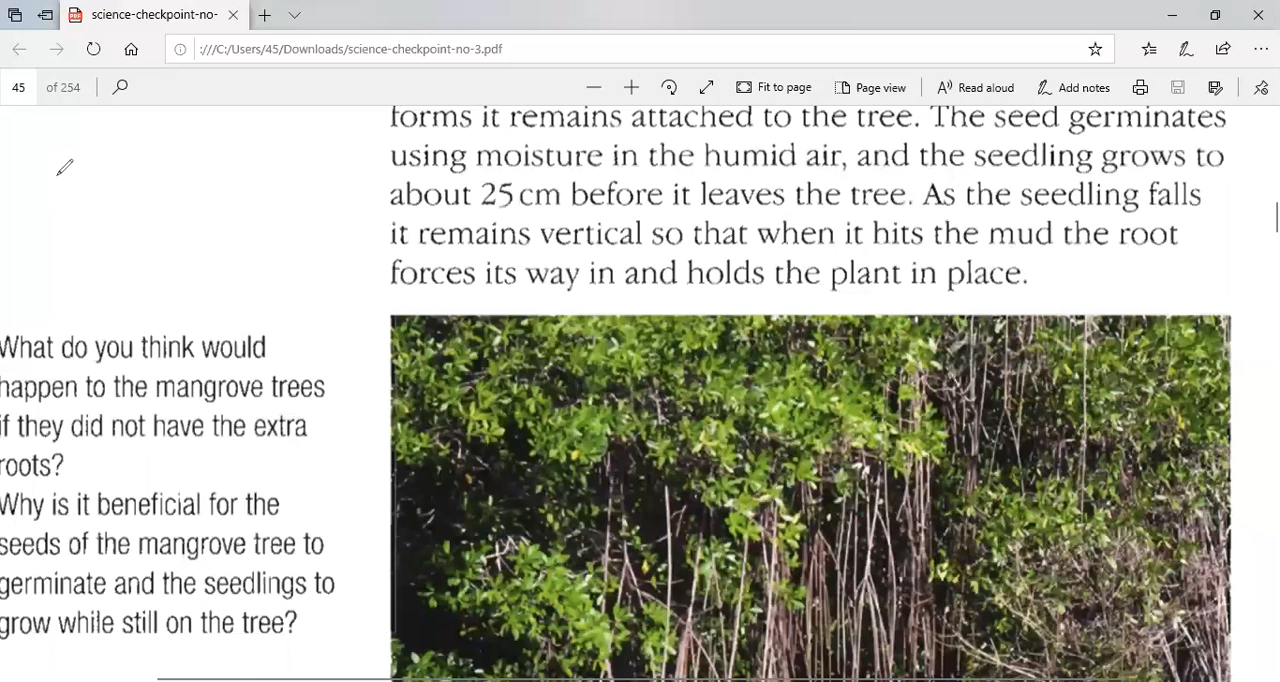 science-checkpoint-no-
:///C:/Users/45/Downloads/science-checkpoint-no-3.pdf
45 of 254
Fit to page
Page view
Read aloud
Add notes
forms it remains attached to the tree. The seed germinates
using moisture in the humid air, and the seedling grows to
about 25 cm before it leaves the tree. As the seedling falls
it remains vertical so that when it hits the mud the root
forces its way in and holds the plant in place.
What do you think would
happen to the mangrove trees
if they did not have the extra
roots?
Why is it beneficial for the
seeds of the mangrove tree to
germinate and the seedlings to
grow while still on the tree?